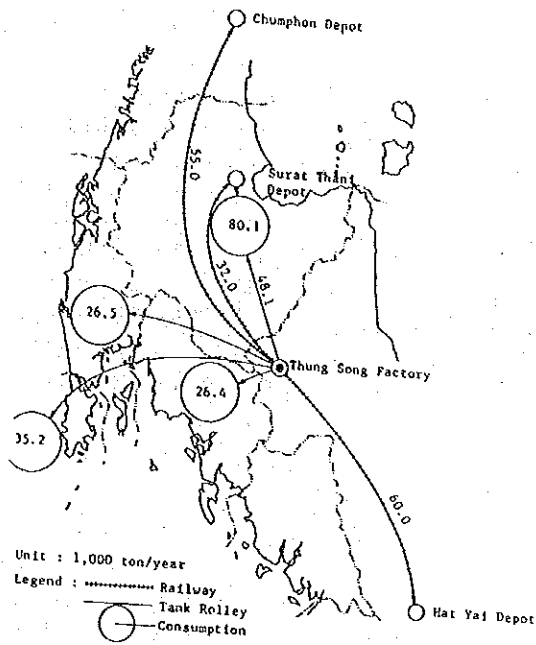 Chumphon Depot
55.0
Surat Thani
Depot
80.1
32.0
48.1
26.5
Thung Song Factory
26.4
35.2
60.0
Unit : 1,000 ton/year
Legend : Railway
Tank Rolley
Consumption
Hat Yai Depot